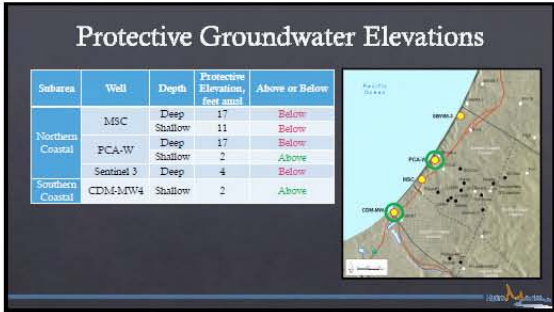 Protective Groundwater Elevations
Subarea Well Depth Protective Elevation, feet amsl Above or Below
Northern Coastal MSC Deep 17 Below
Shallow 11 Below
PCA-W Deep 17 Below
Shallow 2 Above
Sentinel 3 Deep 4 Below
Southern Coastal CDM-MW4 Shallow 2 Above
Pacific
Ocean
PCA-W
MSC